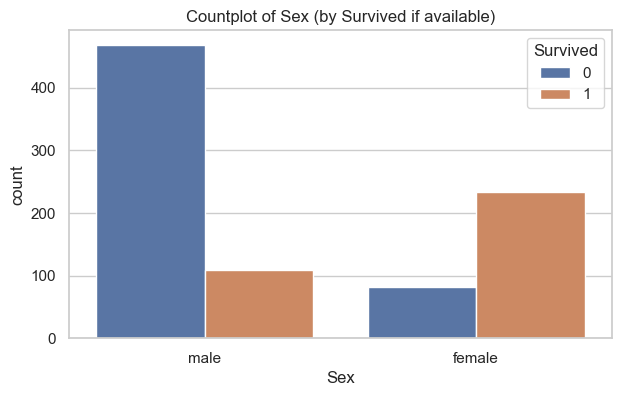 Countplot of Sex (by Survived if available)
Survived
0
1
400
300
200
100
0
count
male
female
Sex